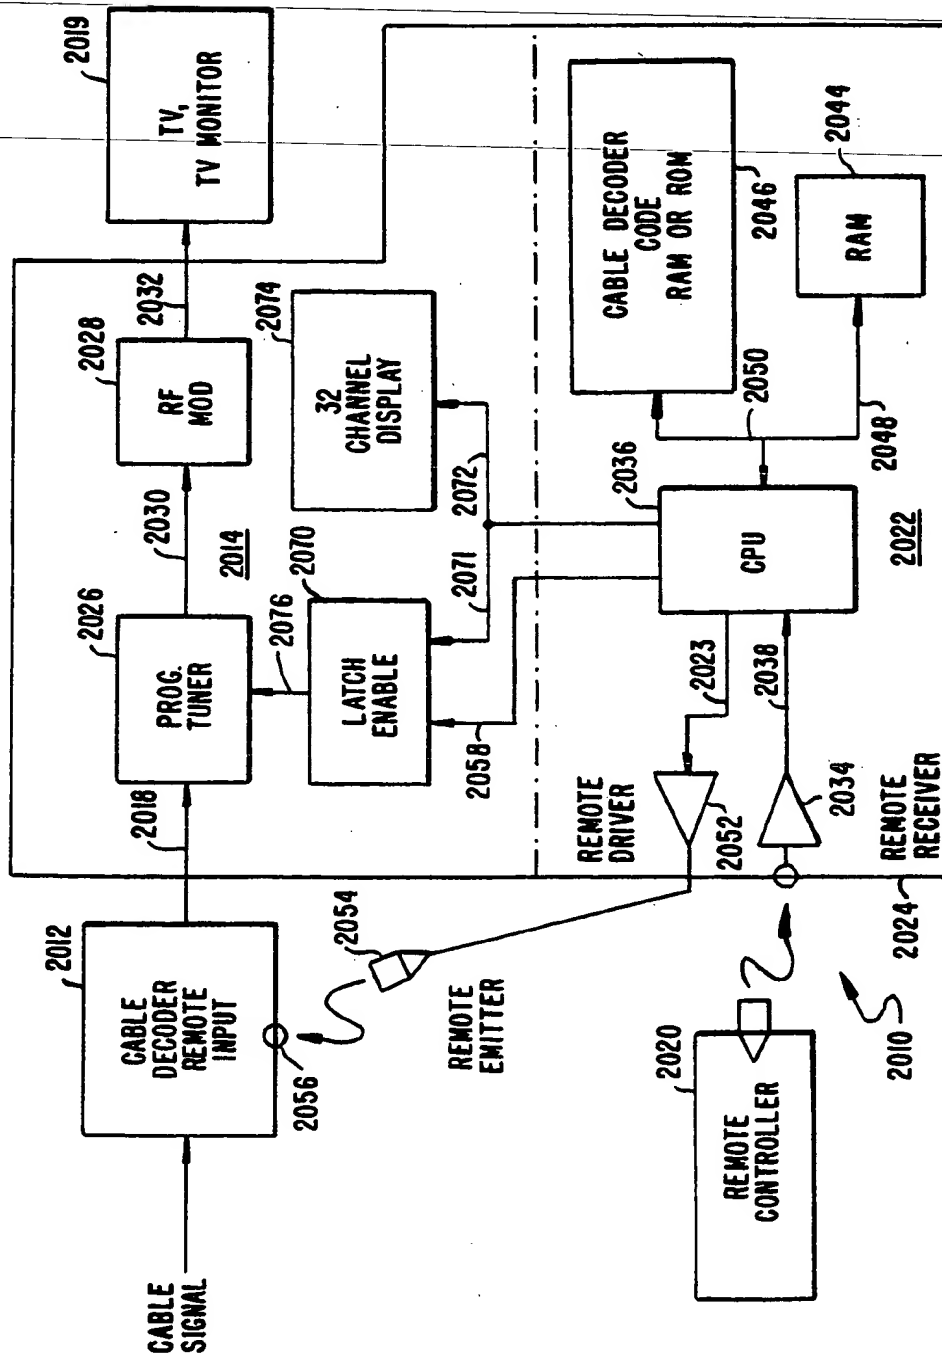 CABLE
SIGNAL
2012
CABLE
DECODER
REMOTE
INPUT
2056
2018
2026
PROG.
TUNER
2030
2014
2028
RF
MOD
2032
2019
TV,
TV MONITOR
2054
REMOTE
EMITTER
2076
2070
LATCH
ENABLE
2058
2071
2072
2074
32
CHANNEL
DISPLAY
REMOTE
DRIVER
2052
2023
2036
CPU
2022
2050
2048
CABLE DECODER
CODE
RAM OR ROM
2046
RAM
2044
2020
REMOTE
CONTROLLER
2010
2024
REMOTE
RECEIVER
2034
2038